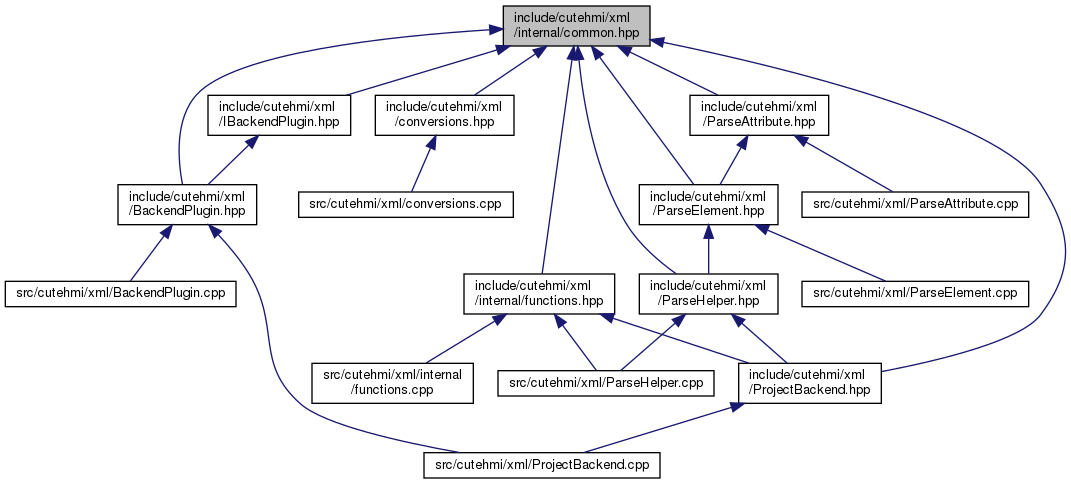 include/cutehmi/xml
/internal/common.hpp
include/cutehmi/xml
/IBackendPlugin.hpp
include/cutehmi/xml
/conversions.hpp
include/cutehmi/xml
/ParseAttribute.hpp
include/cutehmi/xml
/BackendPlugin.hpp
src/cutehmi/xml/conversions.cpp
include/cutehmi/xml
/ParseElement.hpp
src/cutehmi/xml/ParseAttribute.cpp
src/cutehmi/xml/BackendPlugin.cpp
include/cutehmi/xml
/internal/functions.hpp
include/cutehmi/xml
/ParseHelper.hpp
src/cutehmi/xml/ParseElement.cpp
src/cutehmi/xml/internal
/functions.cpp
src/cutehmi/xml/ParseHelper.cpp
include/cutehmi/xml
/ProjectBackend.hpp
src/cutehmi/xml/ProjectBackend.cpp